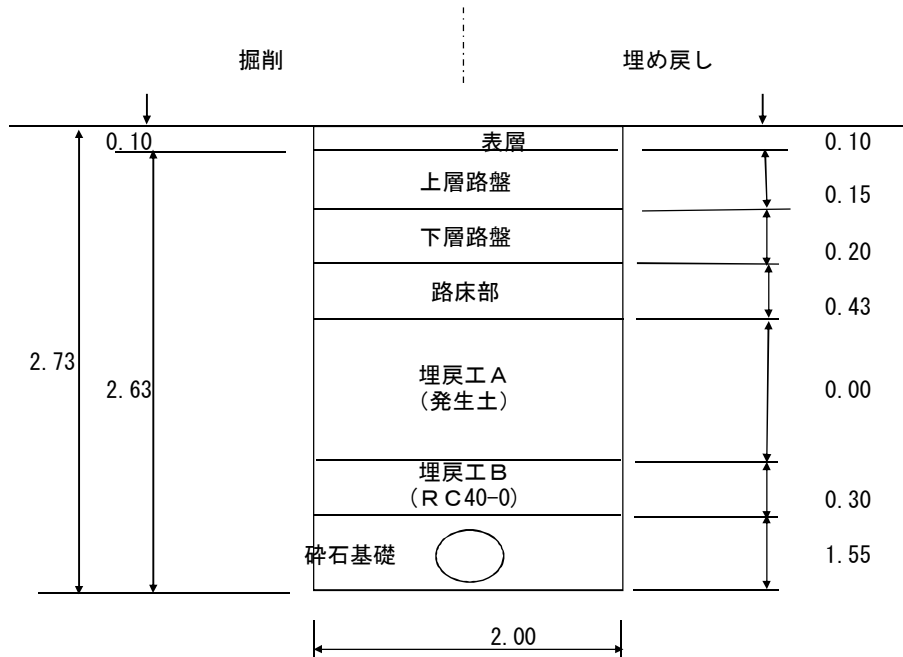 掘削
埋め戻し
0.10
表層
0.10
上層路盤
0.15
下層路盤
0.20
路床部
0.43
2.73
2.63
埋戻工A
(発生土)
0.00
埋戻工B
(RC40-0)
0.30
砕石基礎
1.55
2.00